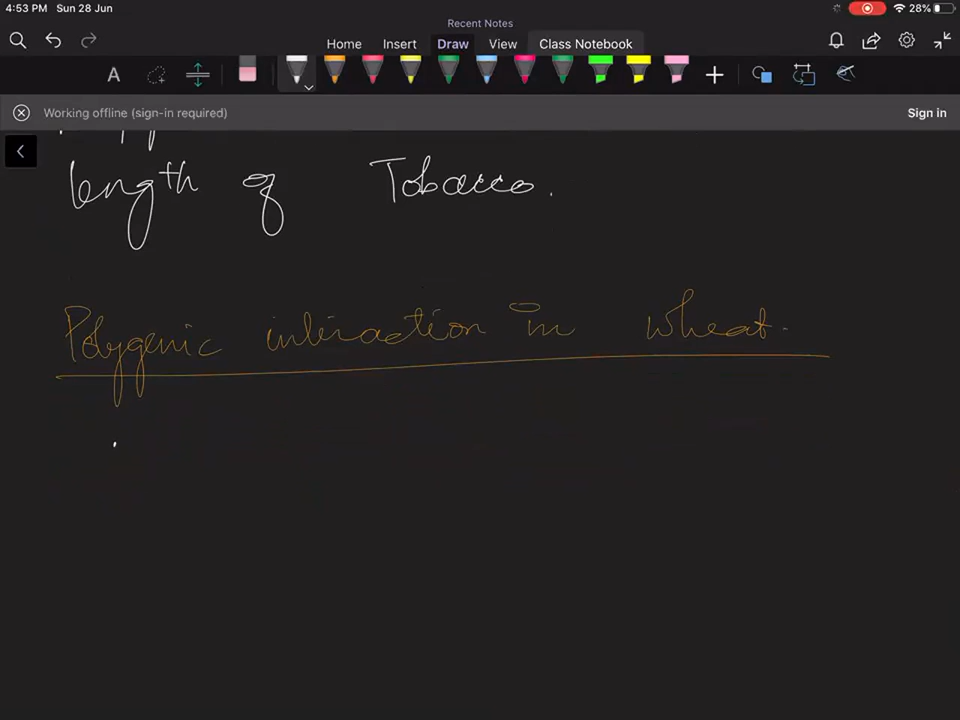 4:53 PM Sun 28 Jun
28%
Recent Notes
Home Insert Draw View Class Notebook
A
Working offline (sign-in required) Sign in
length of Tobacco.
Polygenic interaction in wheat.